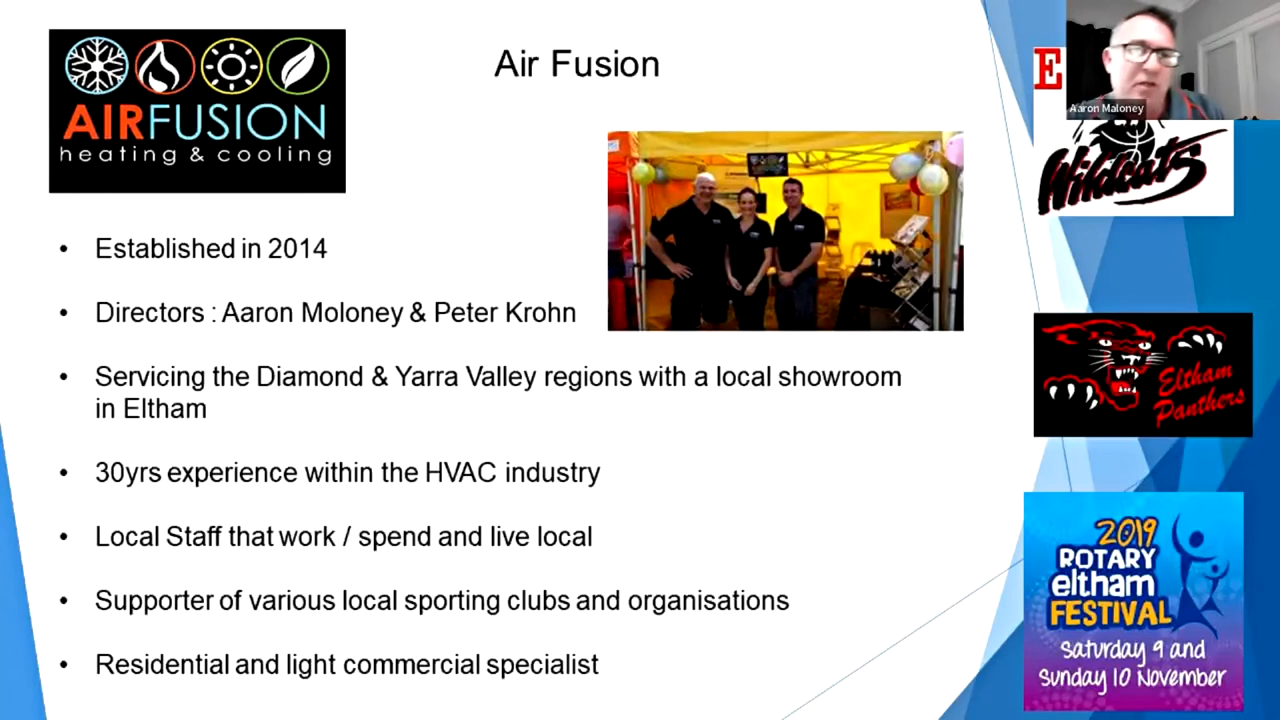 AIRFUSION
heating & cooling
Air Fusion
• Established in 2014
• Directors : Aaron Moloney & Peter Krohn
• Servicing the Diamond & Yarra Valley regions with a local showroom
in Eltham
• 30yrs experience within the HVAC industry
• Local Staff that work / spend and live local
• Supporter of various local sporting clubs and organisations
• Residential and light commercial specialist
E
Aaron Maloney
Wildcats
Eltham
Panthers
2019
ROTARY
eltham
FESTIVAL
Saturday 9 and
Sunday 10 November